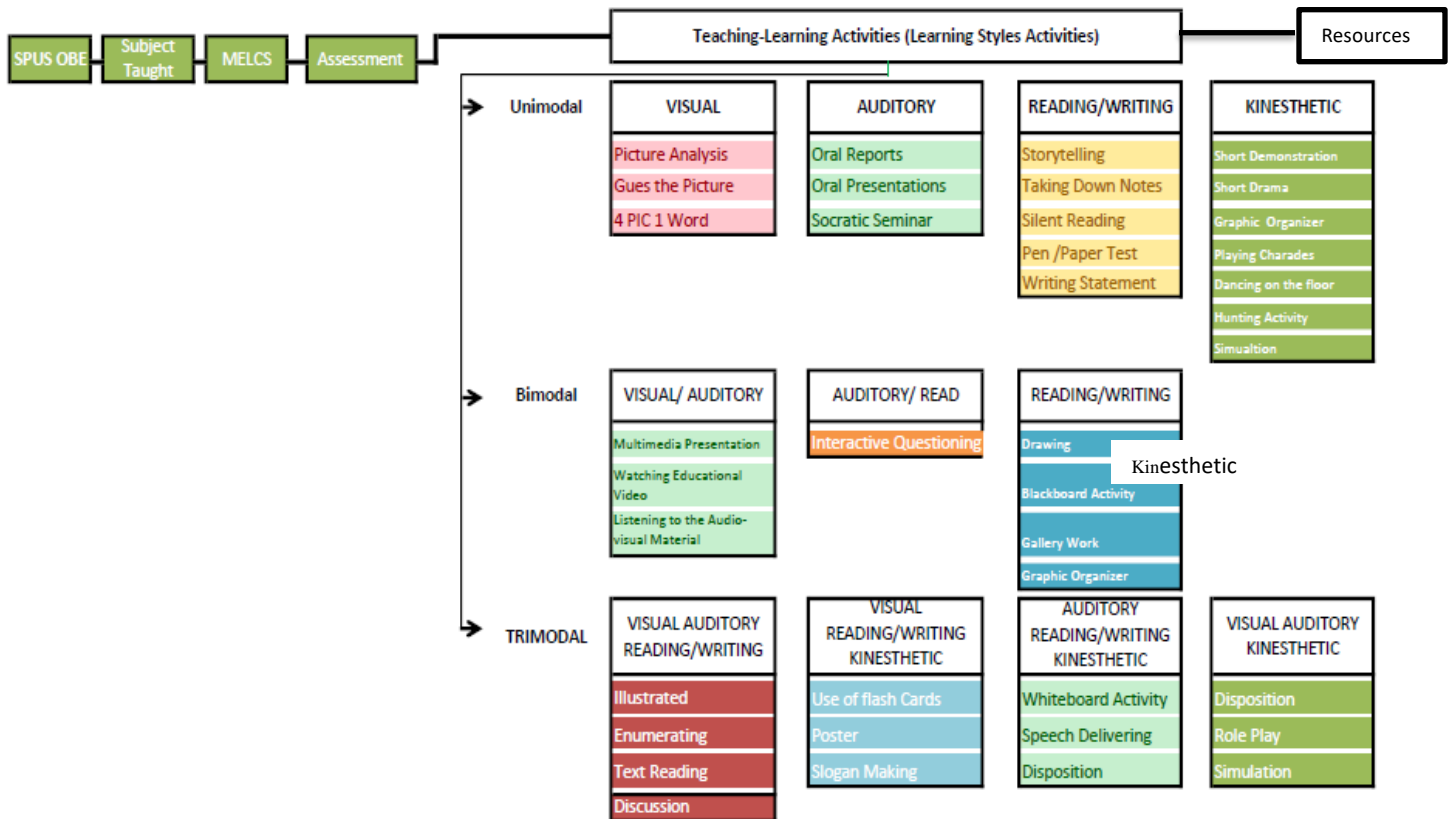 Teaching-Learning Activities (Learning Styles Activities)
Resources
SPUS OBE
Subject
Taught
MELCS
Assessment
Unimodal
VISUAL
Picture Analysis
Gues the Picture
4 PIC 1 Word
AUDITORY
Oral Reports
Oral Presentations
Socratic Seminar
READING/WRITING
Storytelling
Taking Down Notes
Silent Reading
Pen /Paper Test
Writing Statement
KINESTHETIC
Short Demonstration
Short Drama
Graphic Organizer
Playing Charades
Dancing on the floor
Hunting Activity
Simualtion
Bimodal
VISUAL/ AUDITORY
Multimedia Presentation
Watching Educational
Video
Listening to the Audio-
visual Material
AUDITORY/ READ
Interactive Questioning
READING/WRITING
Kinesthetic
Drawing
Blackboard Activity
Gallery Work
Graphic Organizer
TRIMODAL
VISUAL AUDITORY
READING/WRITING
Illustrated
Enumerating
Text Reading
Discussion
VISUAL
READING/WRITING
KINESTHETIC
Use of flash Cards
Poster
Slogan Making
AUDITORY
READING/WRITING
KINESTHETIC
Whiteboard Activity
Speech Delivering
Disposition
VISUAL AUDITORY
KINESTHETIC
Disposition
Role Play
Simulation